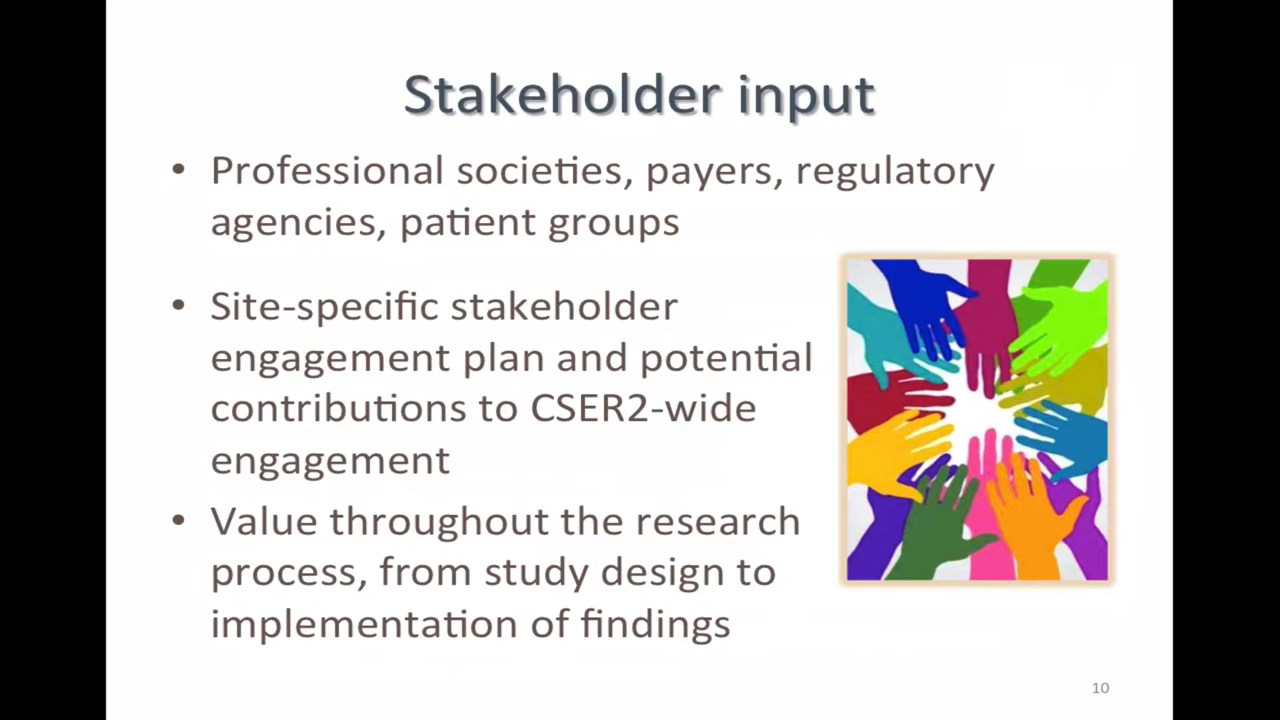 Stakeholder input
• Professional societies, payers, regulatory
agencies, patient groups
• Site-specific stakeholder
engagement plan and potential
contributions to CSER2-wide
engagement
• Value throughout the research
process, from study design to
implementation of findings
10